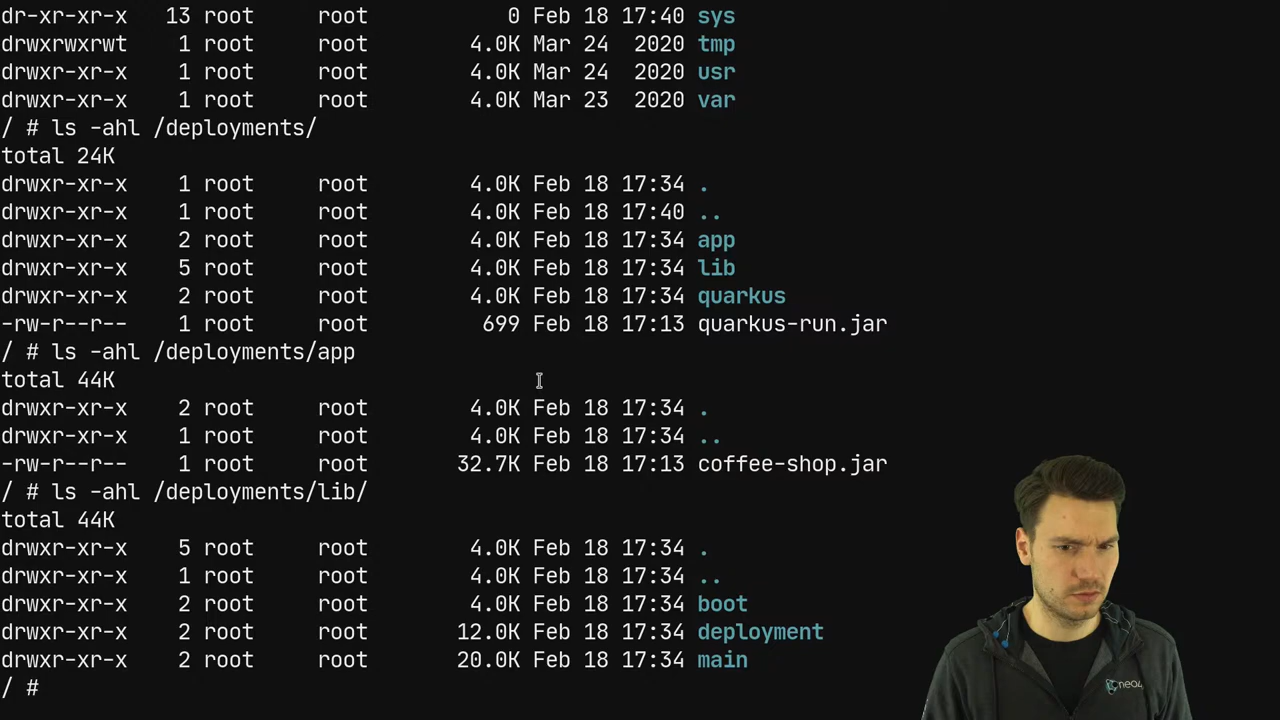 dr-xr-xr-x 13 root root 0 Feb 18 17:40 sys
drwxrwxrwt 1 root root 4.0K Mar 24 2020 tmp
drwxr-xr-x 1 root root 4.0K Mar 24 2020 usr
drwxr-xr-x 1 root root 4.0K Mar 23 2020 var
/ # ls -ahl /deployments/
total 24K
drwxr-xr-x 1 root root 4.0K Feb 18 17:34 .
drwxr-xr-x 1 root root 4.0K Feb 18 17:40 ..
drwxr-xr-x 2 root root 4.0K Feb 18 17:34 app
drwxr-xr-x 5 root root 4.0K Feb 18 17:34 lib
drwxr-xr-x 2 root root 4.0K Feb 18 17:34 quarkus
-rw-r--r-- 1 root root 699 Feb 18 17:13 quarkus-run.jar
/ # ls -ahl /deployments/app
total 44K
drwxr-xr-x 2 root root 4.0K Feb 18 17:34 .
drwxr-xr-x 1 root root 4.0K Feb 18 17:34 ..
-rw-r--r-- 1 root root 32.7K Feb 18 17:13 coffee-shop.jar
/ # ls -ahl /deployments/lib/
total 44K
drwxr-xr-x 5 root root 4.0K Feb 18 17:34 .
drwxr-xr-x 1 root root 4.0K Feb 18 17:34 ..
drwxr-xr-x 2 root root 4.0K Feb 18 17:34 boot
drwxr-xr-x 2 root root 12.0K Feb 18 17:34 deployment
drwxr-xr-x 2 root root 20.0K Feb 18 17:34 main
/ #
neo4j